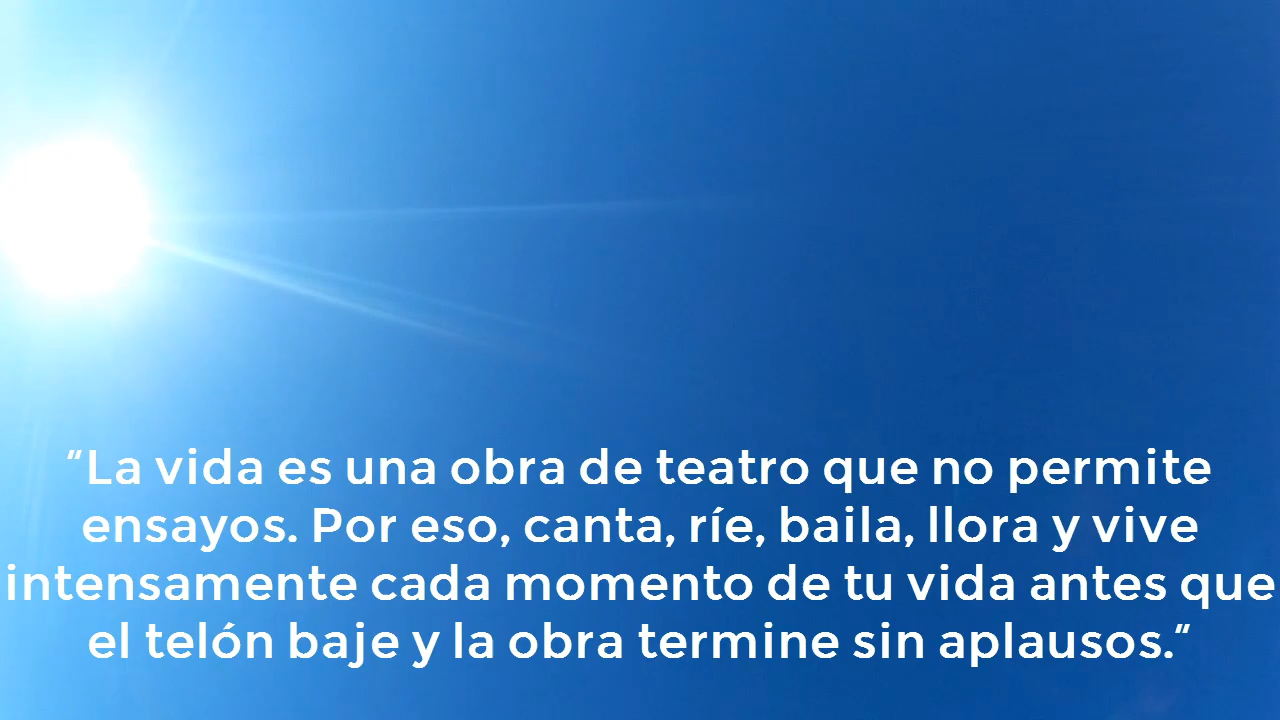 "La vida es una obra de teatro que no permite
ensayos. Por eso, canta, ríe, baila, llora y vive
intensamente cada momento de tu vida antes que
el telón baje y la obra termine sin aplausos."